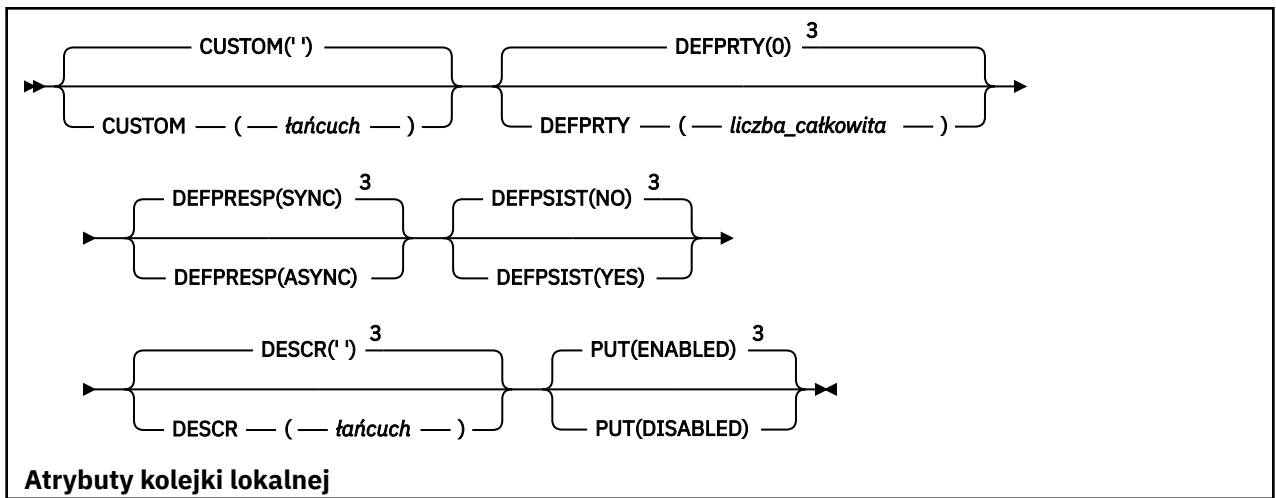 CUSTOM(' ') DEFPRTY(0) 3
CUSTOM ( łańcuch ) DEFPRTY ( liczba_całkowita )
DEFPRESP(SYNC) 3 DEFPSIST(NO) 3
DEFPRESP(ASYNC) DEFPSIST(YES)
DESCR(' ') 3 PUT(ENABLED) 3
DESCR ( łańcuch ) PUT(DISABLED)
Atrybuty kolejki lokalnej